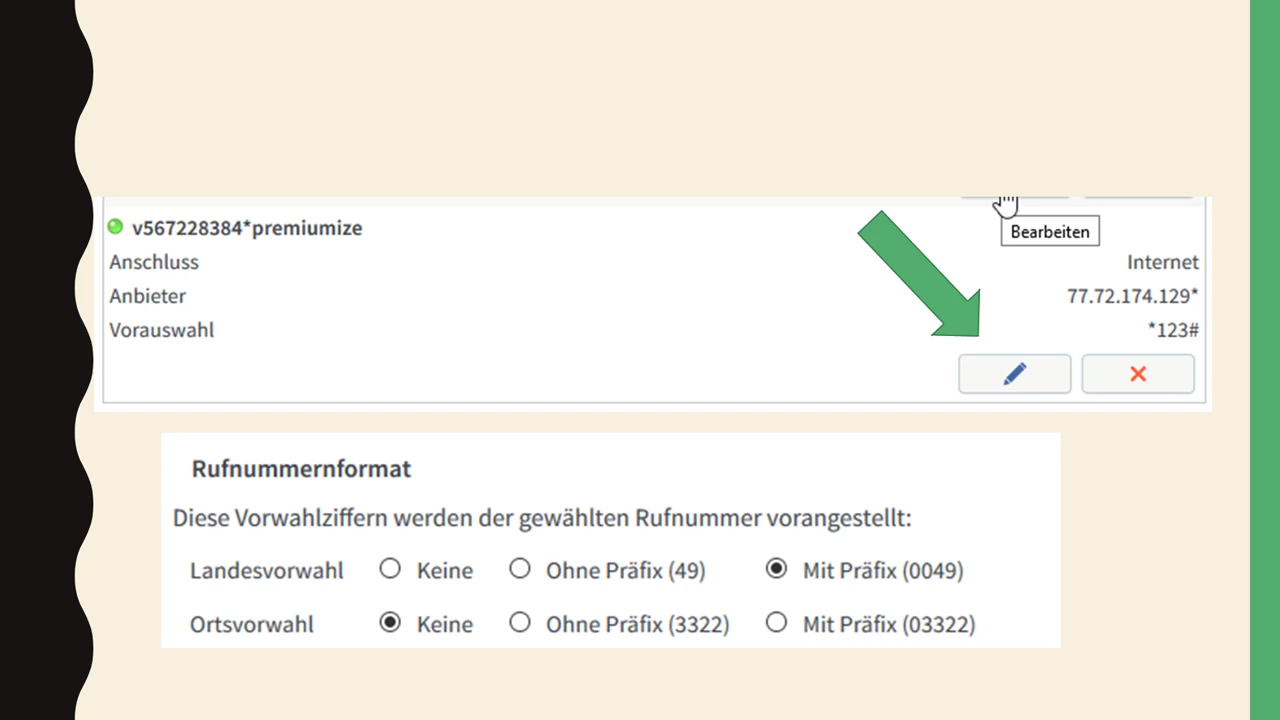 v567228384*premiumize
Bearbeiten
Anschluss Internet
Anbieter 77.72.174.129*
Vorauswahl *123#
Rufnummernformat
Diese Vorwahlziffern werden der gewählten Rufnummer vorangestellt:
Landesvorwahl Keine Ohne Präfix (49) Mit Präfix (0049)
Ortsvorwahl Keine Ohne Präfix (3322) Mit Präfix (03322)